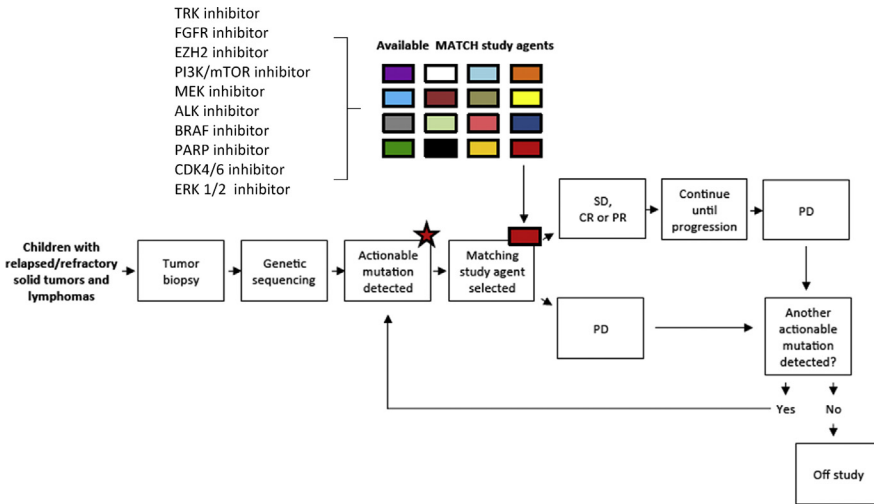 TRK inhibitor
FGFR inhibitor
EZH2 inhibitor
PI3K/mTOR inhibitor
MEK inhibitor
ALK inhibitor
BRAF inhibitor
PARP inhibitor
CDK4/6 inhibitor
ERK 1/2 inhibitor
Available MATCH study agents
Children with
relapsed/refractory
solid tumors and
lymphomas
Tumor
biopsy
Genetic
sequencing
Actionable
mutation
detected
Matching
study agent
selected
SD,
CR or PR
Continue
until
progression
PD
PD
Another
actionable
mutation
detected?
Yes
No
Off study